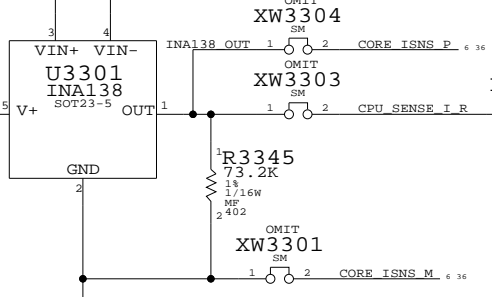 OMIT
XW3304
SM
3 4
VIN+ VIN-
INA138_OUT 1 2 CORE_ISNS_P 6 36
U3301
INA138
SOT23-5
OMIT
XW3303
SM
5 V+ OUT 1 1 2 CPU_SENSE_I_R
GND
2
1 R3345
73.2K
1%
1/16W
MF
2 402
OMIT
XW3301
SM
1 2 CORE_ISNS_M 6 36